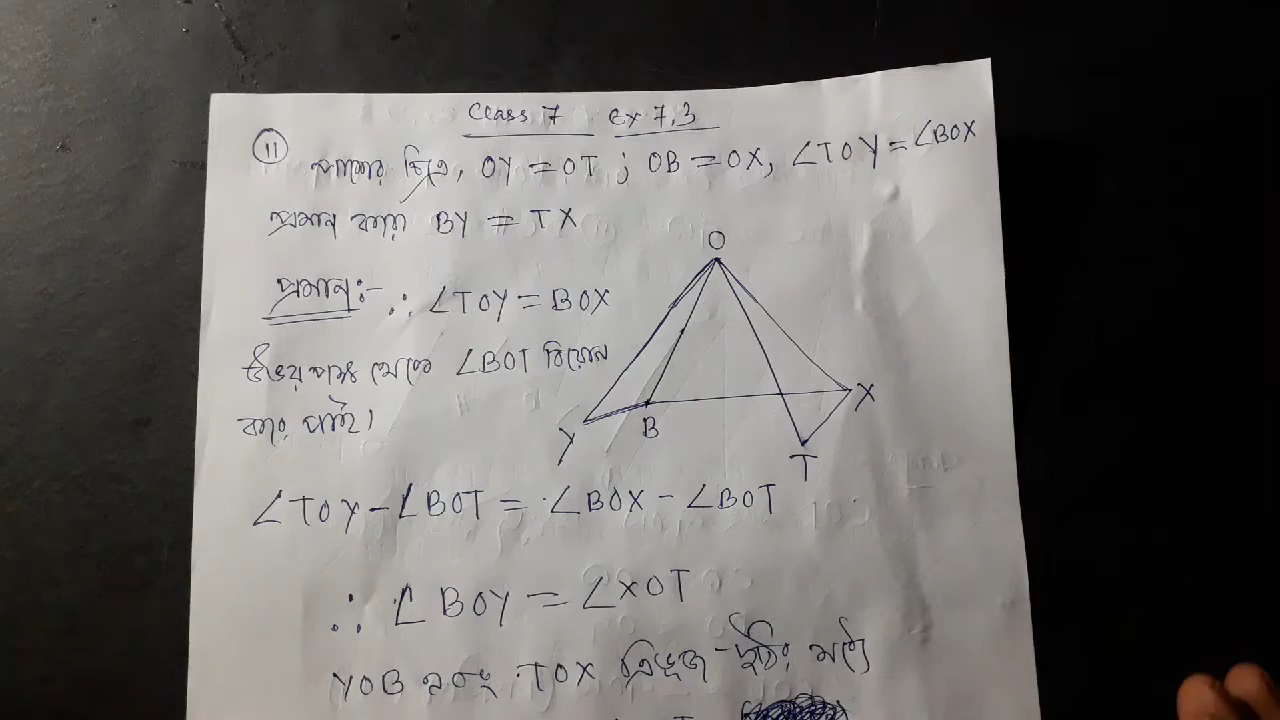 Class 7 Ex 7.3
11 পাশের চিত্রে, OY = OT ; OB = OX, ∠TOY = ∠BOX
প্রমান করো BY = TX
প্রমান:- ∴ ∠TOY = BOX
উভয় পক্ষ থেকে ∠BOT বিয়োগ
করে পাই।
O
Y
B
X
T
∠TOY - ∠BOT = ∠BOX - ∠BOT
∴ ∠BOY = ∠XOT
YOB এবং TOX ত্রিভুজ দুটির মধ্যে